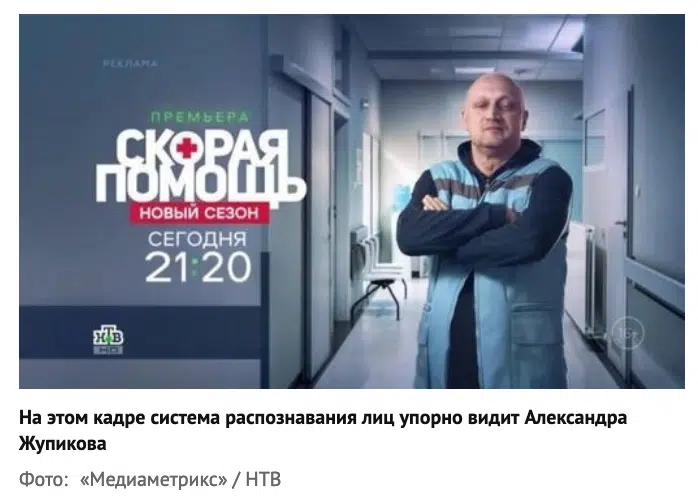 РЕКЛАМА
ПРЕМЬЕРА
СКОРАЯ
ПОМОЩЬ
НОВЫЙ СЕЗОН
СЕГОДНЯ
21:20
НТВ
HD
16+
На этом кадре система распознавания лиц упорно видит Александра
Жупикова
Фото: «Медиаметрикс» / НТВ